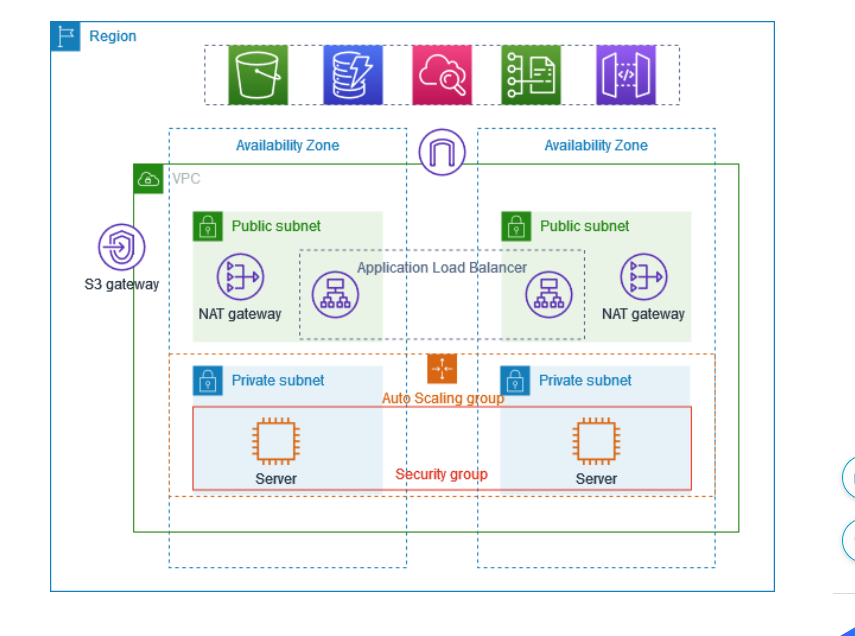 Region
Availability Zone
Availability Zone
VPC
Public subnet
Public subnet
Application Load Balancer
S3 gateway
NAT gateway
NAT gateway
Private subnet
Private subnet
Auto Scaling group
Security group
Server
Server